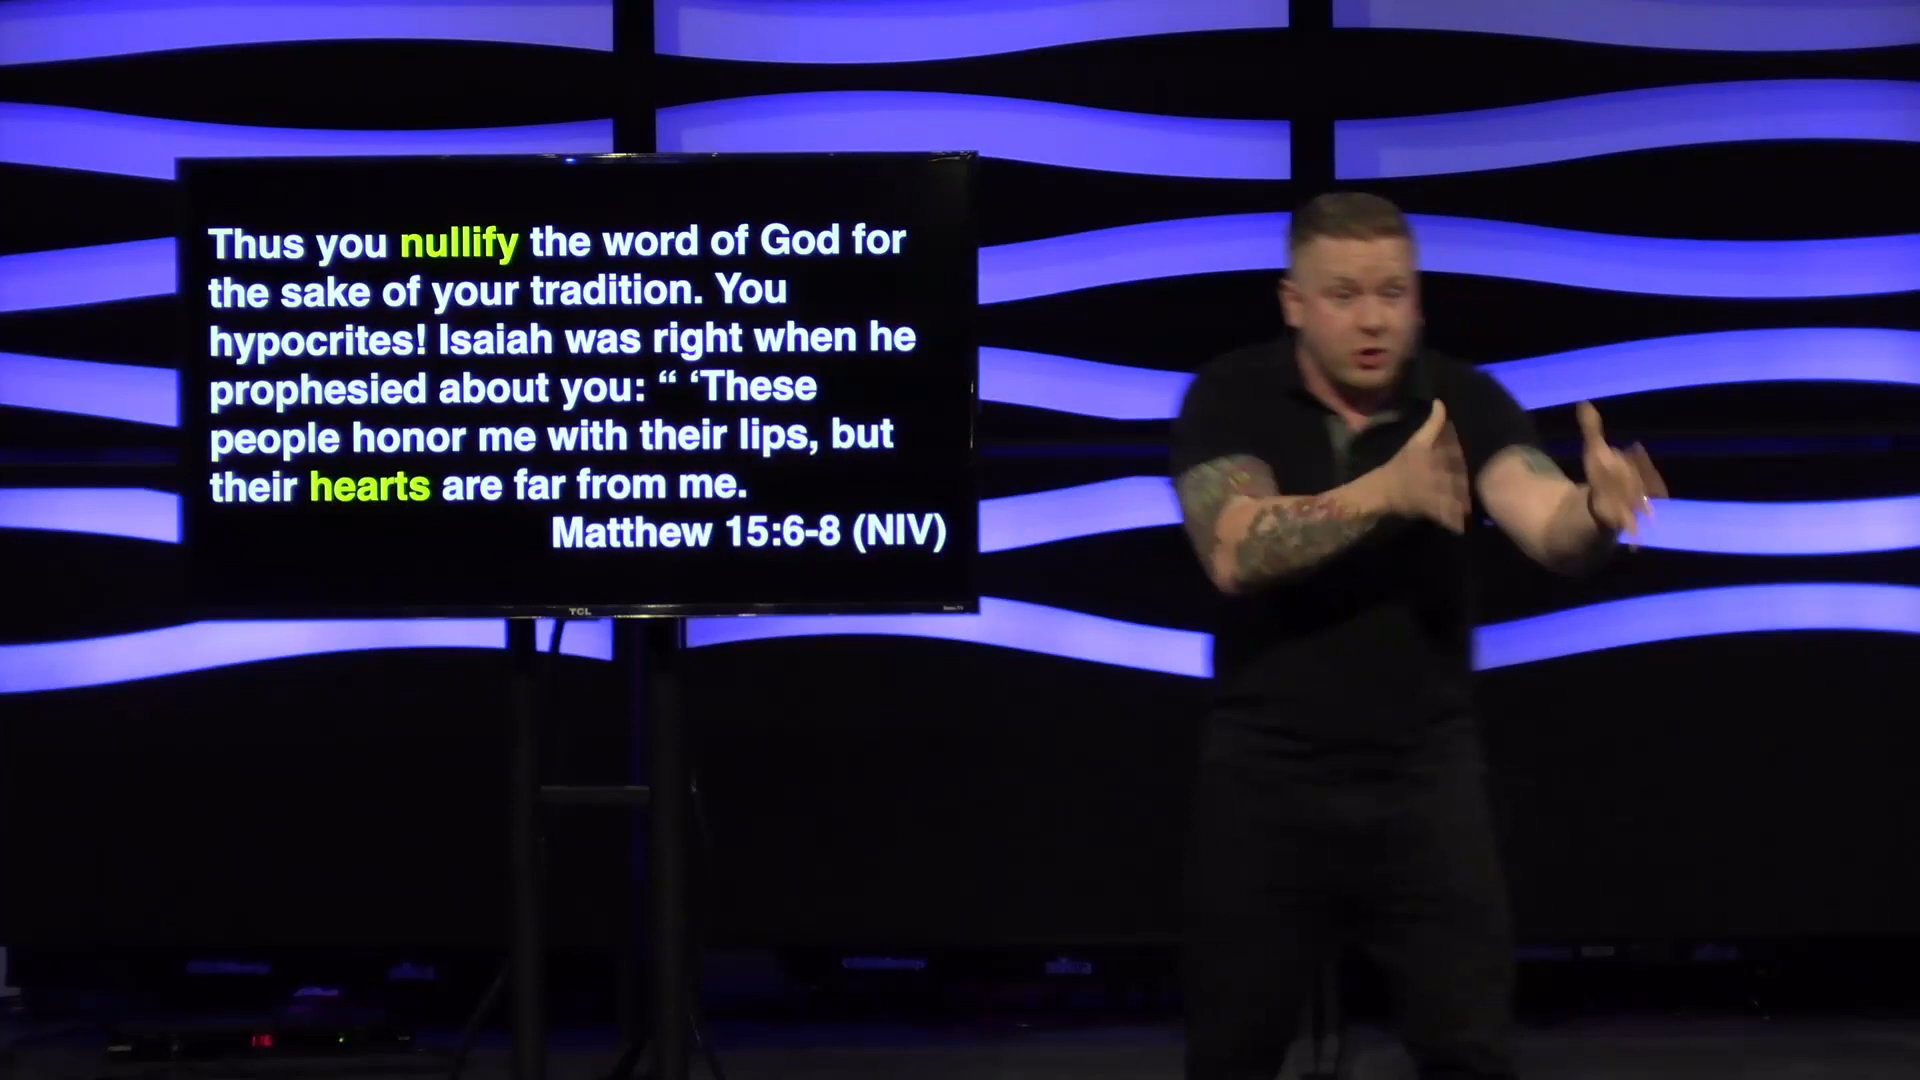 Thus you nullify the word of God for
the sake of your tradition. You
hypocrites! Isaiah was right when he
prophesied about you: “ ‘These
people honor me with their lips, but
their hearts are far from me.
Matthew 15:6-8 (NIV)
TCL